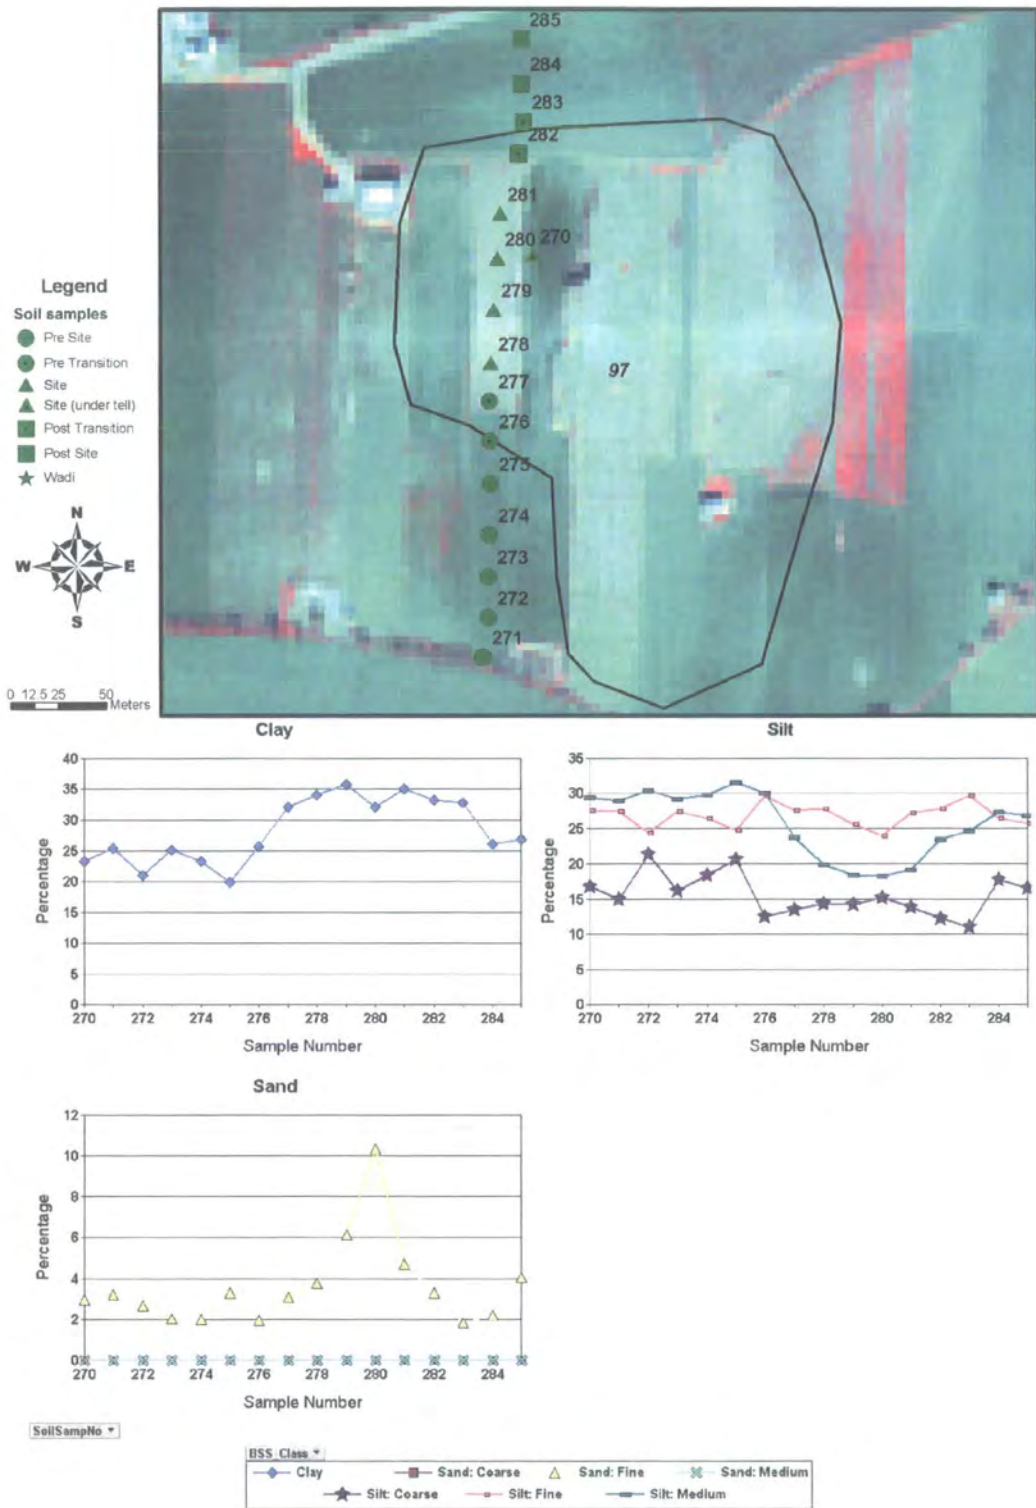 285
284
283
282
281
280 270
279
278
277
97
276
275
274
273
272
271
Legend
Soil samples
Pre Site
Pre Transition
Site
Site (under tell)
Post Transition
Post Site
Wadi
N
W E
S
0 12.5 25 50
Meters
Clay
40
35
30
25
20
15
10
5
0
Percentage
270 272 274 276 278 280 282 284
Sample Number
Silt
35
30
25
20
15
10
5
0
Percentage
270 272 274 276 278 280 282 284
Sample Number
Sand
12
10
8
6
4
2
0
Percentage
270 272 274 276 278 280 282 284
Sample Number
SoilSampNo
BSS_Class
Clay Sand: Coarse Sand: Fine Sand: Medium
Silt: Coarse Silt: Fine Silt: Medium